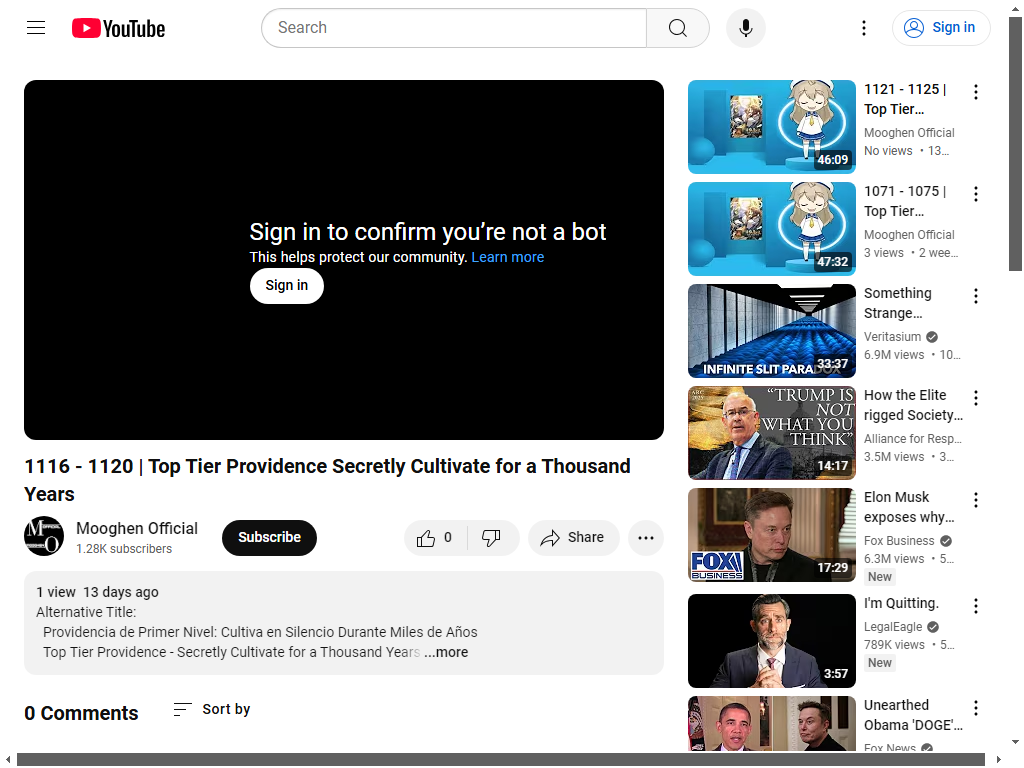 YouTube
Search
Sign in
Sign in to confirm you’re not a bot
This helps protect our community. Learn more
Sign in
1116 - 1120 | Top Tier Providence Secretly Cultivate for a Thousand
Years
Mooghen Official
1.28K subscribers
Subscribe
0
Share
1 view 13 days ago
Alternative Title:
Providencia de Primer Nivel: Cultiva en Silencio Durante Miles de Años
Top Tier Providence - Secretly Cultivate for a Thousand Years ...more
0 Comments
Sort by
46:09
1121 - 1125 |
Top Tier…
Mooghen Official
No views • 13…
47:32
1071 - 1075 |
Top Tier…
Mooghen Official
3 views • 2 wee…
INFINITE SLIT PARADOX
33:37
Something
Strange…
Veritasium
6.9M views • 10…
ARC
2025
“TRUMP IS
NOT
WHAT YOU
THINK”
14:17
How the Elite
rigged Society…
Alliance for Resp…
3.5M views • 3…
FOX
BUSINESS
17:29
Elon Musk
exposes why…
Fox Business
6.3M views • 5…
New
3:57
I'm Quitting.
LegalEagle
789K views • 5…
New
Unearthed
Obama 'DOGE'…
Fox News